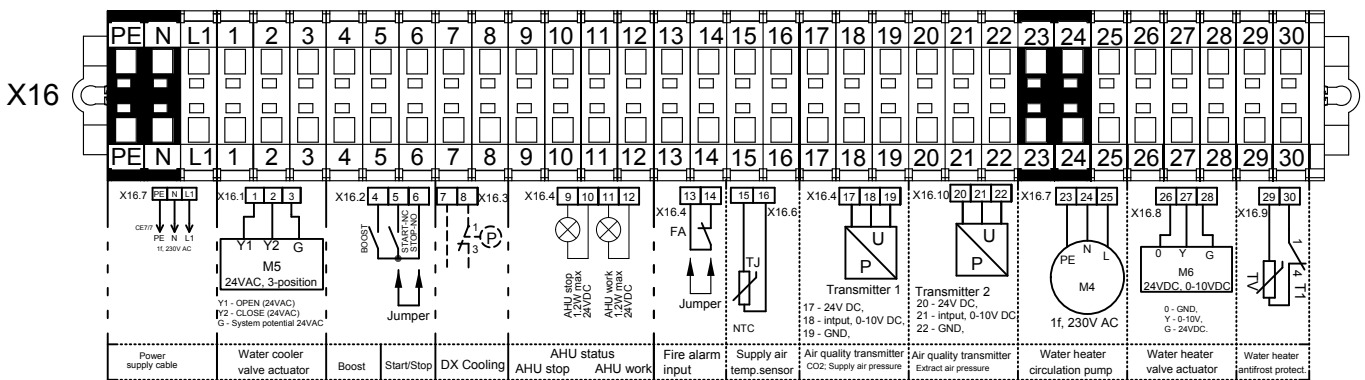 PE N L1 1 2 3 4 5 6 7 8 9 10 11 12 13 14 15 16 17 18 19 20 21 22 23 24 25 26 27 28 29 30
X16
PE N L1 1 2 3 4 5 6 7 8 9 10 11 12 13 14 15 16 17 18 19 20 21 22 23 24 25 26 27 28 29 30
X16.7 PE N L1
CE7/7
PE N L1
1f, 230V AC
Power
supply cable
X16.1 1 2 3
Y1 Y2 G
M5
24VAC, 3-position
Y1 - OPEN (24VAC)
Y2 - CLOSE (24VAC)
G - System potential 24VAC
Water cooler
valve actuator
X16.2 4 5 6
BOOST
START-NC
STOP-NO
Jumper
Boost
Start/Stop
7 8 X16.3
1
3
P
DX Cooling
X16.4 9 10 11 12
AHU stop
1,2W max
24VDC
AHU work
1,2W max
24VDC
AHU status
AHU stop AHU work
13 14
X16.4
FA
Jumper
Fire alarm
input
15 16
X16.6
TJ
NTC
Supply air
temp.sensor
X16.4 17 18 19
U
P
Transmitter 1
17 - 24V DC,
18 - intput, 0-10V DC
19 - GND,
Air quality transmitter
CO2; Supply air pressure
X16.10 20 21 22
U
P
Transmitter 2
20 - 24V DC,
21 - intput, 0-10V DC
22 - GND,
Air quality transmitter
Extract air pressure
X16.7 23 24 25
PE N L
M4
1f, 230V AC
Water heater
circulation pump
26 27 28
X16.8
0 Y G
M6
24VDC, 0-10VDC
0 - GND,
Y - 0-10V,
G - 24VDC.
Water heater
valve actuator
29 30
X16.9
1
4
TV
T1
Water heater
antifrost protect.